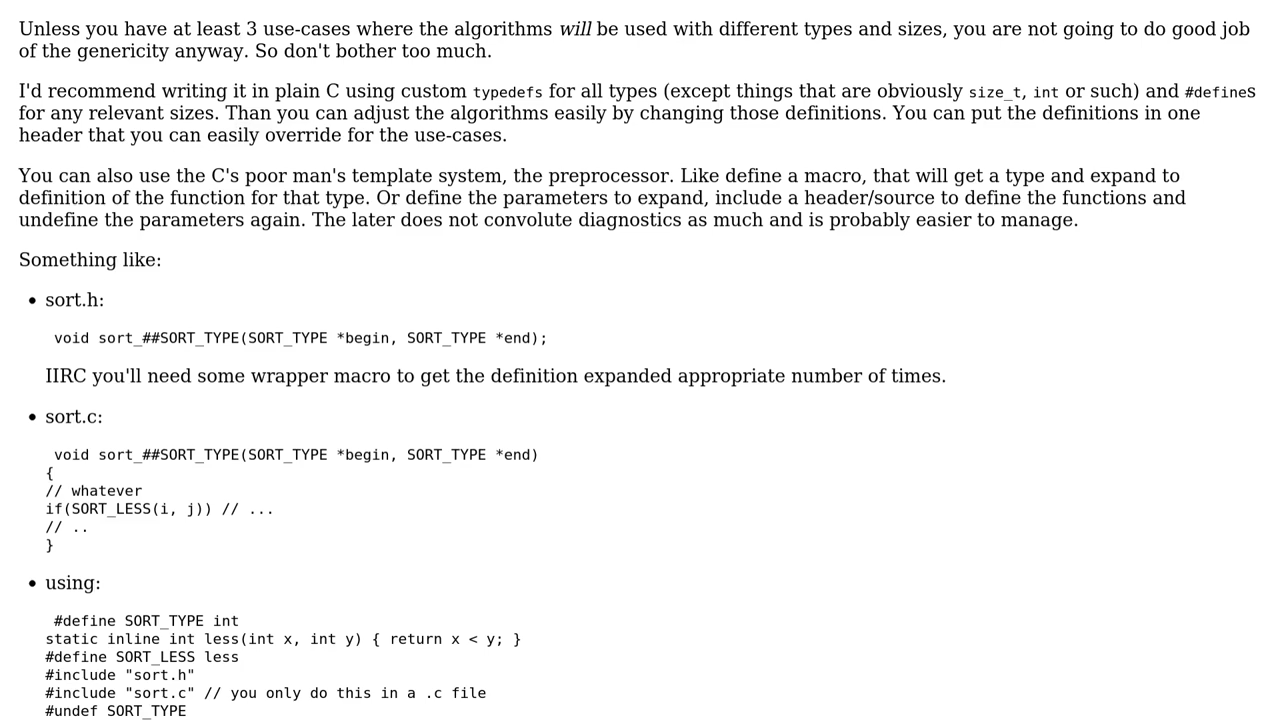 Unless you have at least 3 use-cases where the algorithms will be used with different types and sizes, you are not going to do good job
of the genericity anyway. So don't bother too much.
I'd recommend writing it in plain C using custom typedefs for all types (except things that are obviously size_t, int or such) and #defines
for any relevant sizes. Than you can adjust the algorithms easily by changing those definitions. You can put the definitions in one
header that you can easily override for the use-cases.
You can also use the C's poor man's template system, the preprocessor. Like define a macro, that will get a type and expand to
definition of the function for that type. Or define the parameters to expand, include a header/source to define the functions and
undefine the parameters again. The later does not convolute diagnostics as much and is probably easier to manage.
Something like:
• sort.h:
void sort_##SORT_TYPE(SORT_TYPE *begin, SORT_TYPE *end);
IIRC you'll need some wrapper macro to get the definition expanded appropriate number of times.
• sort.c:
void sort_##SORT_TYPE(SORT_TYPE *begin, SORT_TYPE *end)
{
// whatever
if(SORT_LESS(i, j)) // ...
// ..
}
• using:
#define SORT_TYPE int
static inline int less(int x, int y) { return x < y; }
#define SORT_LESS less
#include "sort.h"
#include "sort.c" // you only do this in a .c file
#undef SORT_TYPE